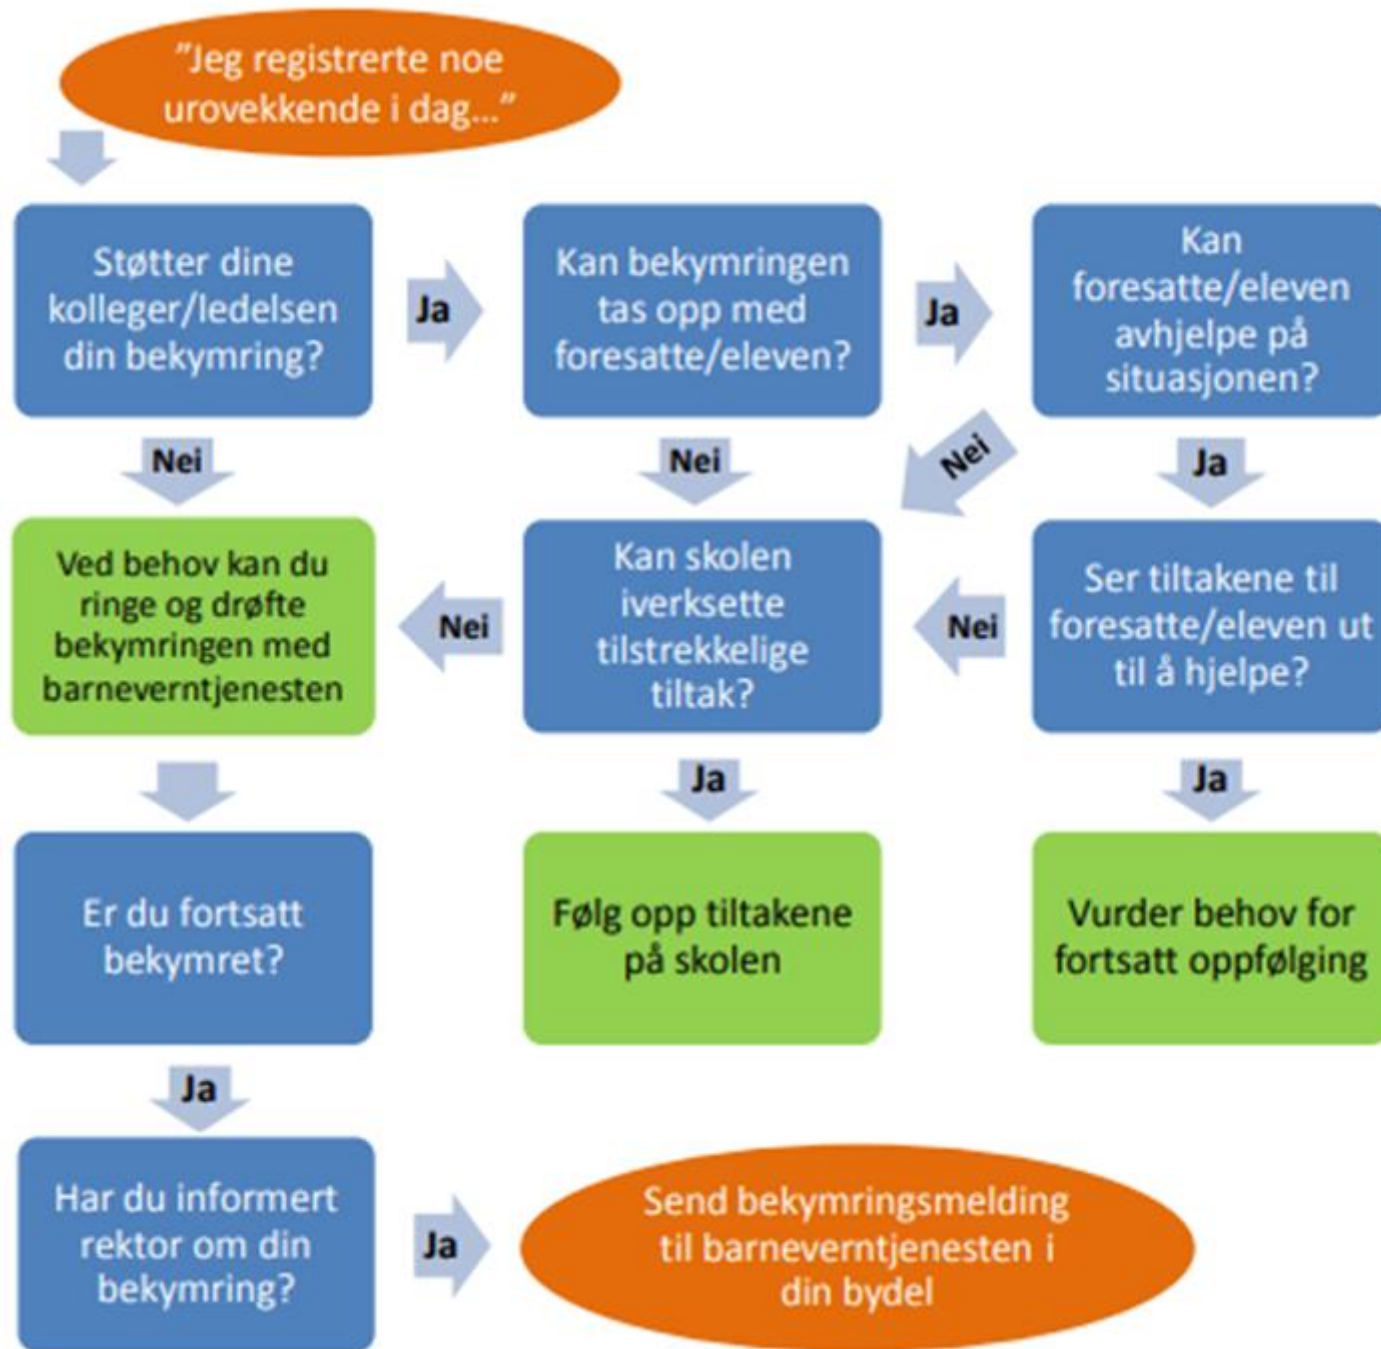 "Jeg registrerte noe
urovekkende i dag..."
Støtter dine
kolleger/ledelsen
din bekymring?
Ja
Kan bekymringen
tas opp med
foresatte/eleven?
Ja
Kan
foresatte/eleven
avhjelpe på
situasjonen?
Nei
Nei
Nei
Ja
Ved behov kan du
ringe og drøfte
bekymringen med
barneverntjenesten
Nei
Kan skolen
iverksette
tilstrekkelige
tiltak?
Nei
Ser tiltakene til
foresatte/eleven ut
til å hjelpe?
Ja
Ja
Er du fortsatt
bekymret?
Følg opp tiltakene
på skolen
Vurder behov for
fortsatt oppfølging
Ja
Har du informert
rektor om din
bekymring?
Ja
Send bekymringsmelding
til barneverntjenesten i
din bydel